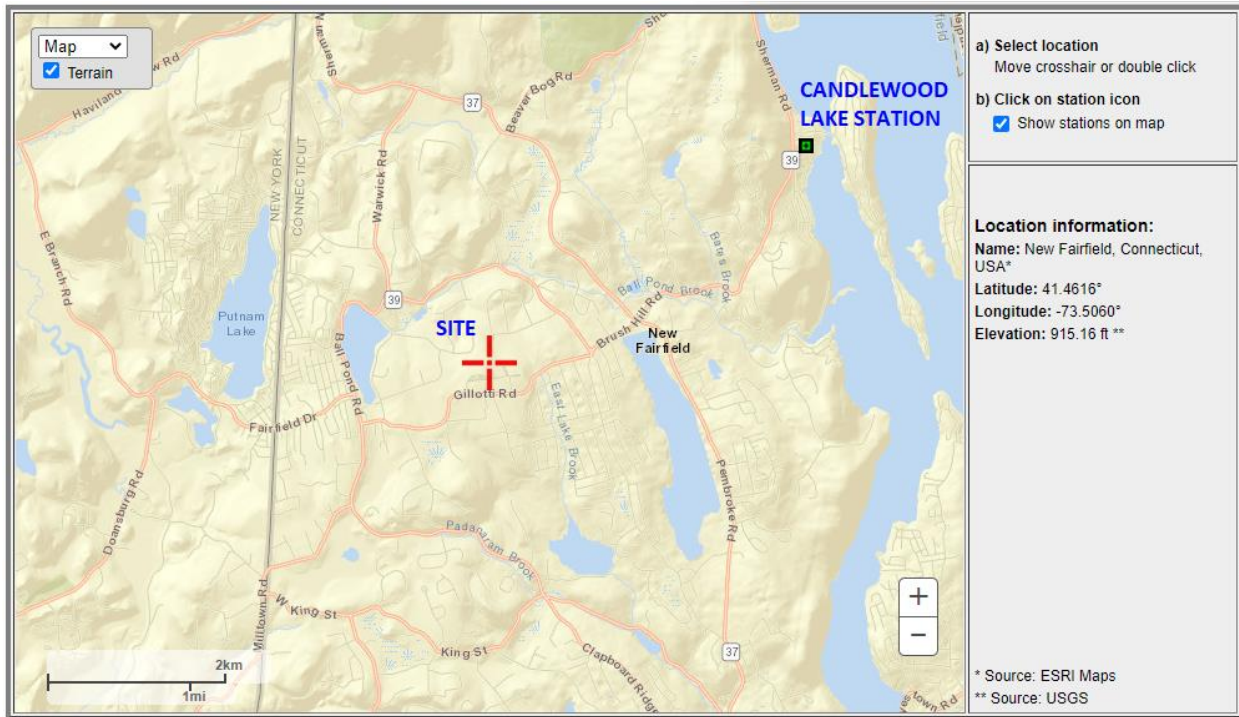 Map
Terrain
Haviland
w Rd
Sherman
37
Beaver Bog Rd
Sherman Rd
CANDLEWOOD
LAKE STATION
39
NEW YORK
CONNECTICUT
Warwick Rd
E Branch Rd
Bates Brook
Ball Pond Brook
39
Putnam
Lake
SITE
Brush Hill Rd
New
Fairfield
Ball Pond Rd
Gillotti Rd
Fairfield Dr
East Lake Brook
Doansburg Rd
Pembroke Rd
Padanaram Brook
Milltown Rd
W King St
King St
Clapboard Ridge
37
+
−
2km
1mi
town Rd
a) Select location
Move crosshair or double click
b) Click on station icon
Show stations on map
Location information:
Name: New Fairfield, Connecticut,
USA*
Latitude: 41.4616°
Longitude: -73.5060°
Elevation: 915.16 ft **
* Source: ESRI Maps
** Source: USGS